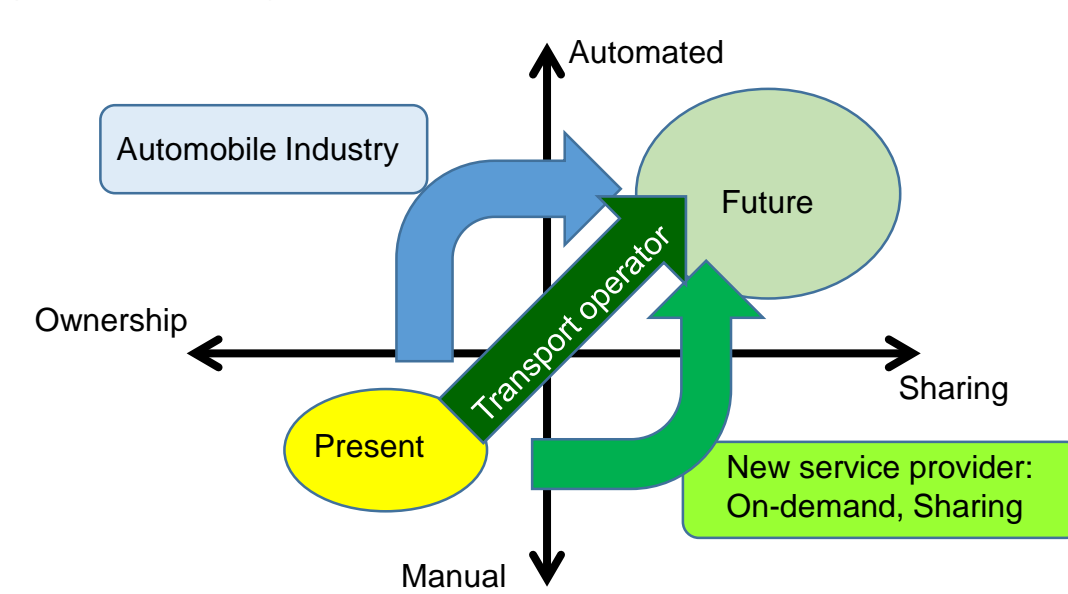 Automated
Automobile Industry
Future
Transport operator
Ownership
Sharing
Present
New service provider:
On-demand, Sharing
Manual